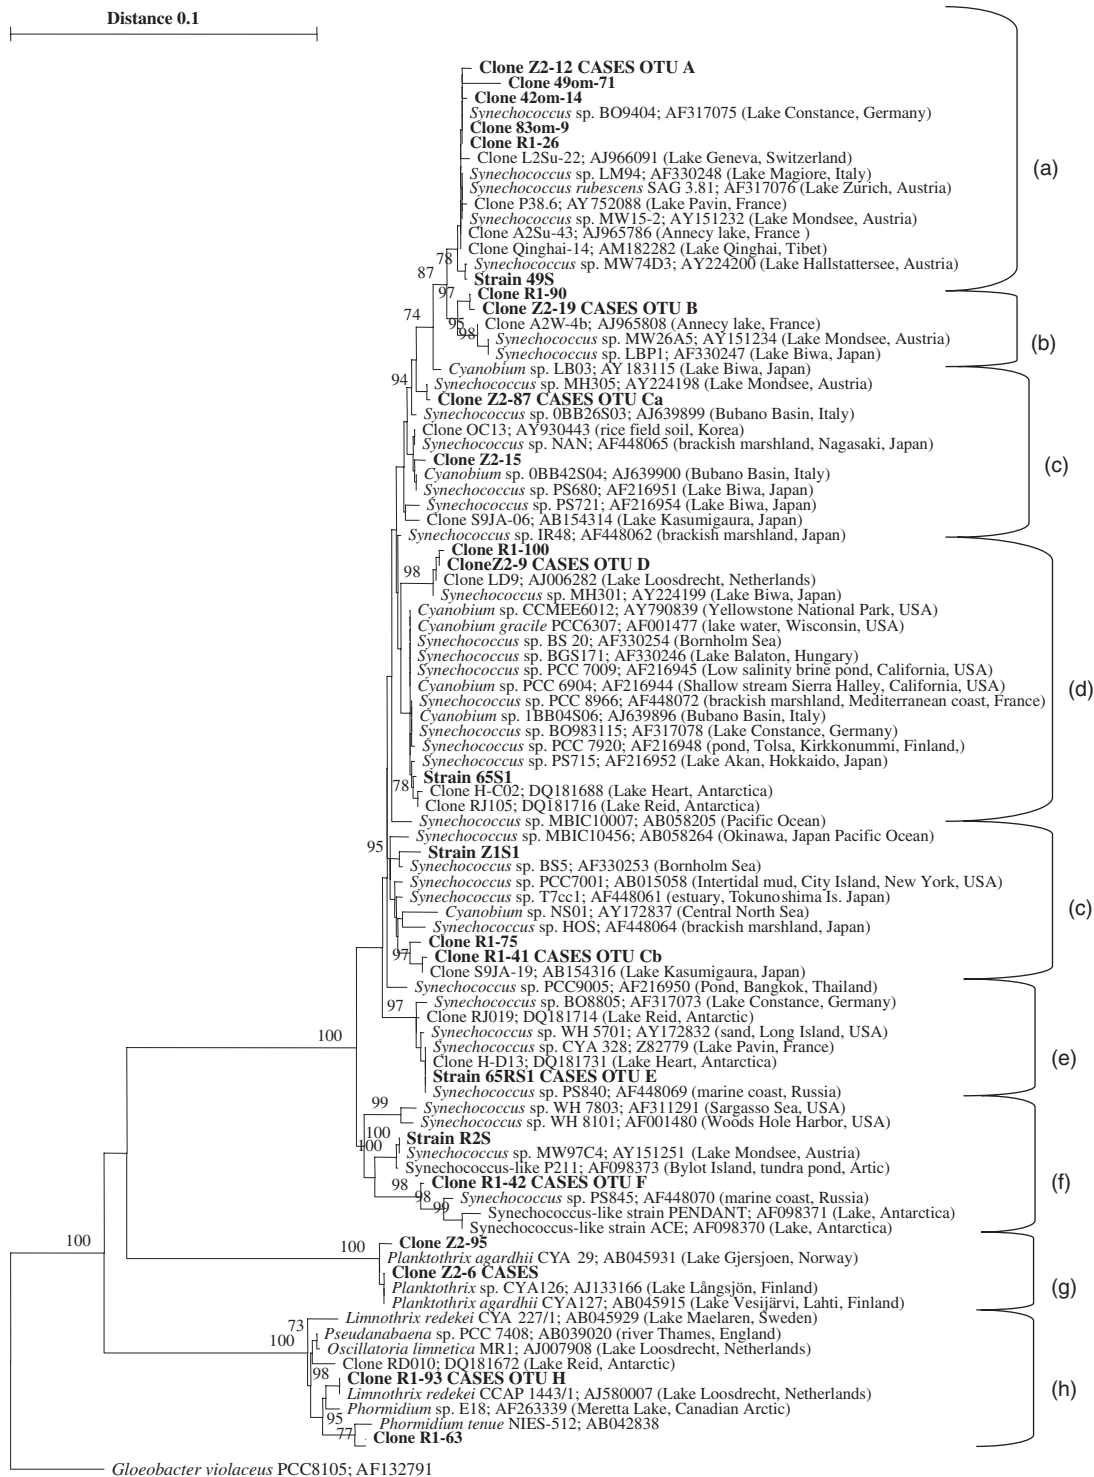 Distance 0.1
Clone Z2-12 CASES OTU A
Clone 49om-71
Clone 42om-14
Synechococcus sp. BO9404; AF317075 (Lake Constance, Germany)
Clone 83om-9
Clone R1-26
Clone L2Su-22; AJ966091 (Lake Geneva, Switzerland)
Synechococcus sp. LM94; AF330248 (Lake Magiore, Italy)
Synechococcus rubescens SAG 3.81; AF317076 (Lake Zurich, Austria)
Clone P38.6; AY752088 (Lake Pavin, France)
Synechococcus sp. MW15-2; AY151232 (Lake Mondsee, Austria)
Clone A2Su-43; AJ965786 (Annecy lake, France )
Clone Qinghai-14; AM182282 (Lake Qinghai, Tibet)
Synechococcus sp. MW74D3; AY224200 (Lake Hallstattersee, Austria)
Strain 49S
(a)
78
87
Clone R1-90
Clone Z2-19 CASES OTU B
Clone A2W-4b; AJ965808 (Annecy lake, France)
Synechococcus sp. MW26A5; AY151234 (Lake Mondsee, Austria)
Synechococcus sp. LBP1; AF330247 (Lake Biwa, Japan)
(b)
97
95
98
74
Cyanobium sp. LB03; AY183115 (Lake Biwa, Japan)
Synechococcus sp. MH305; AY224198 (Lake Mondsee, Austria)
Clone Z2-87 CASES OTU Ca
Synechococcus sp. 0BB26S03; AJ639899 (Bubano Basin, Italy)
Clone OC13; AY930443 (rice field soil, Korea)
Synechococcus sp. NAN; AF448065 (brackish marshland, Nagasaki, Japan)
Clone Z2-15
Cyanobium sp. 0BB42S04; AJ639900 (Bubano Basin, Italy)
Synechococcus sp. PS680; AF216951 (Lake Biwa, Japan)
Synechococcus sp. PS721; AF216954 (Lake Biwa, Japan)
Clone S9JA-06; AB154314 (Lake Kasumigaura, Japan)
Synechococcus sp. IR48; AF448062 (brackish marshland, Japan)
(c)
94
Clone R1-100
CloneZ2-9 CASES OTU D
Clone LD9; AJ006282 (Lake Loosdrecht, Netherlands)
Synechococcus sp. MH301; AY224199 (Lake Biwa, Japan)
Cyanobium sp. CCMEE6012; AY790839 (Yellowstone National Park, USA)
Cyanobium gracile PCC6307; AF001477 (lake water, Wisconsin, USA)
Synechococcus sp. BS 20; AF330254 (Bornholm Sea)
Synechococcus sp. BGS171; AF330246 (Lake Balaton, Hungary)
Synechococcus sp. PCC 7009; AF216945 (Low salinity brine pond, California, USA)
Cyanobium sp. PCC 6904; AF216944 (Shallow stream Sierra Halley, California, USA)
Synechococcus sp. PCC 8966; AF448072 (brackish marshland, Mediterranean coast, France)
Cyanobium sp. 1BB04S06; AJ639896 (Bubano Basin, Italy)
Synechococcus sp. BO983115; AF317078 (Lake Constance, Germany)
Synechococcus sp. PCC 7920; AF216948 (pond, Tolsa, Kirkkonummi, Finland,)
Synechococcus sp. PS715; AF216952 (Lake Akan, Hokkaido, Japan)
Strain 65S1
Clone H-C02; DQ181688 (Lake Heart, Antarctica)
Clone RJ105; DQ181716 (Lake Reid, Antarctica)
Synechococcus sp. MBIC10007; AB058205 (Pacific Ocean)
(d)
98
78
Synechococcus sp. MBIC10456; AB058264 (Okinawa, Japan Pacific Ocean)
Strain Z1S1
Synechococcus sp. BS5; AF330253 (Bornholm Sea)
Synechococcus sp. PCC7001; AB015058 (Intertidal mud, City Island, New York, USA)
Synechococcus sp. T7cc1; AF448061 (estuary, Tokunoshima Is. Japan)
Cyanobium sp. NS01; AY172837 (Central North Sea)
Synechococcus sp. HOS; AF448064 (brackish marshland, Japan)
Clone R1-75
Clone R1-41 CASES OTU Cb
Clone S9JA-19; AB154316 (Lake Kasumigaura, Japan)
(c)
95
97
Synechococcus sp. PCC9005; AF216950 (Pond, Bangkok, Thailand)
Synechococcus sp. BO8805; AF317073 (Lake Constance, Germany)
Clone RJ019; DQ181714 (Lake Reid, Antarctic)
Synechococcus sp. WH 5701; AY172832 (sand, Long Island, USA)
Synechococcus sp. CYA 328; Z82779 (Lake Pavin, France)
Clone H-D13; DQ181731 (Lake Heart, Antarctica)
Strain 65RS1 CASES OTU E
Synechococcus sp. PS840; AF448069 (marine coast, Russia)
(e)
97
100
Synechococcus sp. WH 7803; AF311291 (Sargasso Sea, USA)
Synechococcus sp. WH 8101; AF001480 (Woods Hole Harbor, USA)
Strain R2S
Synechococcus sp. MW97C4; AY151251 (Lake Mondsee, Austria)
Synechococcus-like P211; AF098373 (Bylot Island, tundra pond, Artic)
Clone R1-42 CASES OTU F
Synechococcus sp. PS845; AF448070 (marine coast, Russia)
Synechococcus-like strain PENDANT; AF098371 (Lake, Antarctica)
Synechococcus-like strain ACE; AF098370 (Lake, Antarctica)
(f)
99
100
100
98
98
99
100
Clone Z2-95
Planktothrix agardhii CYA 29; AB045931 (Lake Gjersjoen, Norway)
Clone Z2-6 CASES
Planktothrix sp. CYA126; AJ133166 (Lake Långsjön, Finland)
Planktothrix agardhii CYA127; AB045915 (Lake Vesijärvi, Lahti, Finland)
(g)
100
Limnothrix redekei CYA 227/1; AB045929 (Lake Maelaren, Sweden)
Pseudanabaena sp. PCC 7408; AB039020 (river Thames, England)
Oscillatoria limnetica MR1; AJ007908 (Lake Loosdrecht, Netherlands)
Clone RD010; DQ181672 (Lake Reid, Antarctic)
Clone R1-93 CASES OTU H
Limnothrix redekei CCAP 1443/1; AJ580007 (Lake Loosdrecht, Netherlands)
Phormidium sp. E18; AF263339 (Meretta Lake, Canadian Arctic)
Phormidium tenue NIES-512; AB042838
Clone R1-63
(h)
73
100
98
95
77
Gloeobacter violaceus PCC8105; AF132791